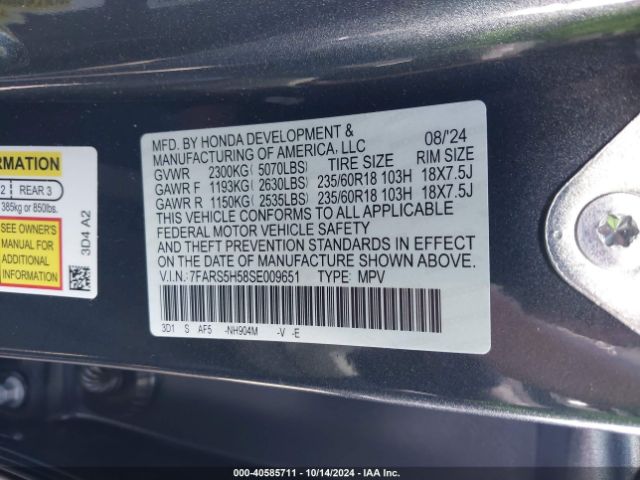 MFD. BY HONDA DEVELOPMENT &
MANUFACTURING OF AMERICA, LLC 08/'24
GVWR 2300KG( 5070LBS) TIRE SIZE RIM SIZE
GAWR F 1193KG( 2630LBS) 235/60R18 103H 18X7.5J
GAWR R 1150KG( 2535LBS) 235/60R18 103H 18X7.5J
THIS VEHICLE CONFORMS TO ALL APPLICABLE
FEDERAL MOTOR VEHICLE SAFETY
AND THEFT PREVENTION STANDARDS IN EFFECT
ON THE DATE OF MANUFACTURE SHOWN ABOVE.
V.I.N.: 7FARS5H58SE009651 TYPE: MPV
3D1 S AF5 -NH904M -V -E
RMATION
2 REAR 3
385kg or 850lbs.
SEE OWNER'S
MANUAL FOR
ADDITIONAL
INFORMATION
3D4 A2
000-40585711 - 10/14/2024 - IAA Inc.